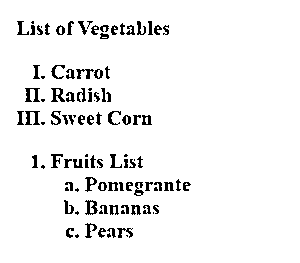 List of Vegetables
I. Carrot
II. Radish
III. Sweet Corn
1. Fruits List
a. Pomegrante
b. Bananas
c. Pears